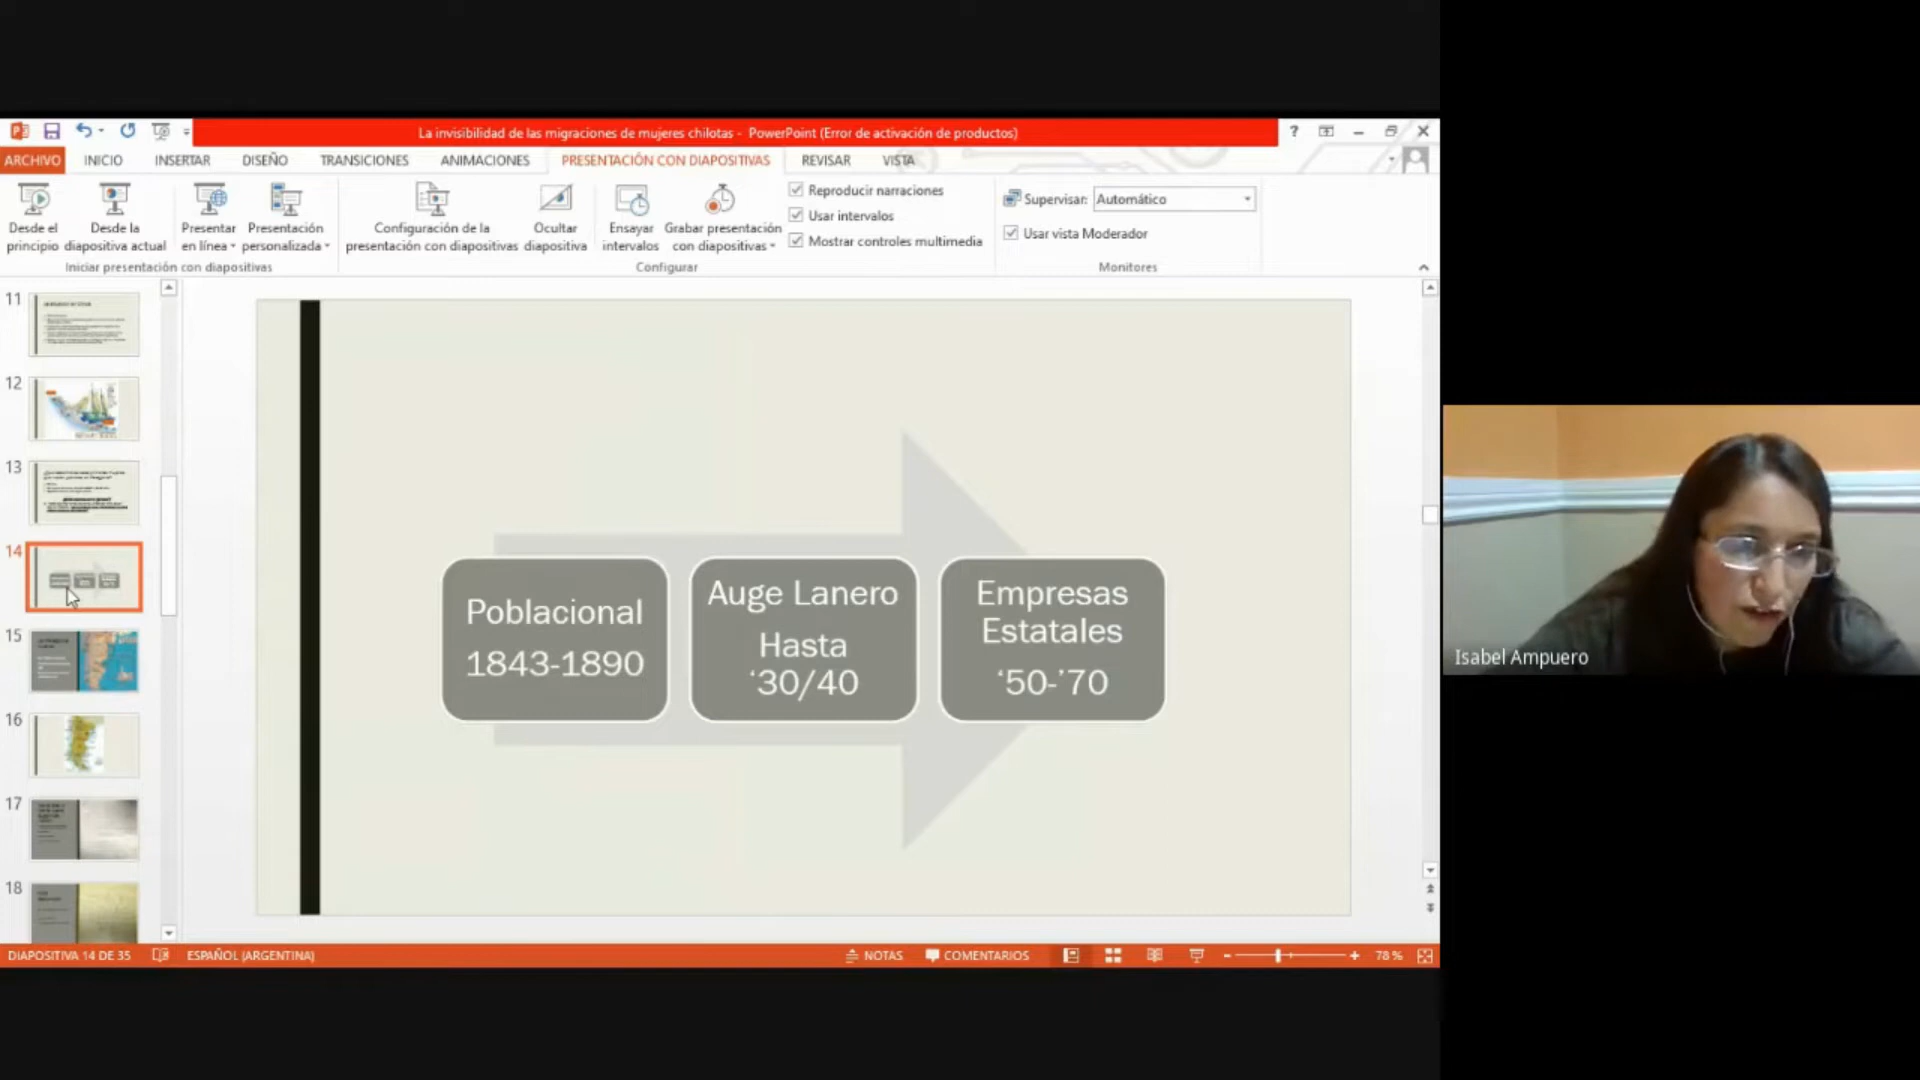 La invisibilidad de las migraciones de mujeres chilotas - PowerPoint (Error de activación de productos)
ARCHIVO INICIO INSERTAR DISEÑO TRANSICIONES ANIMACIONES PRESENTACIÓN CON DIAPOSITIVAS REVISAR VISTA
Desde el principio
Desde la diapositiva actual
Presentar en línea
Presentación personalizada
Iniciar presentación con diapositivas
Configuración de la presentación con diapositivas
Ocultar diapositiva
Ensayar intervalos
Grabar presentación con diapositivas
Reproducir narraciones
Usar intervalos
Mostrar controles multimedia
Configurar
Supervisar: Automático
Usar vista Moderador
Monitores
11
12
13
14
15
16
17
18
Poblacional
1843-1890
Auge Lanero
Hasta
‘30/40
Empresas
Estatales
‘50-’70
Isabel Ampuero
DIAPOSITIVA 14 DE 35 ESPAÑOL (ARGENTINA) NOTAS COMENTARIOS 78 %